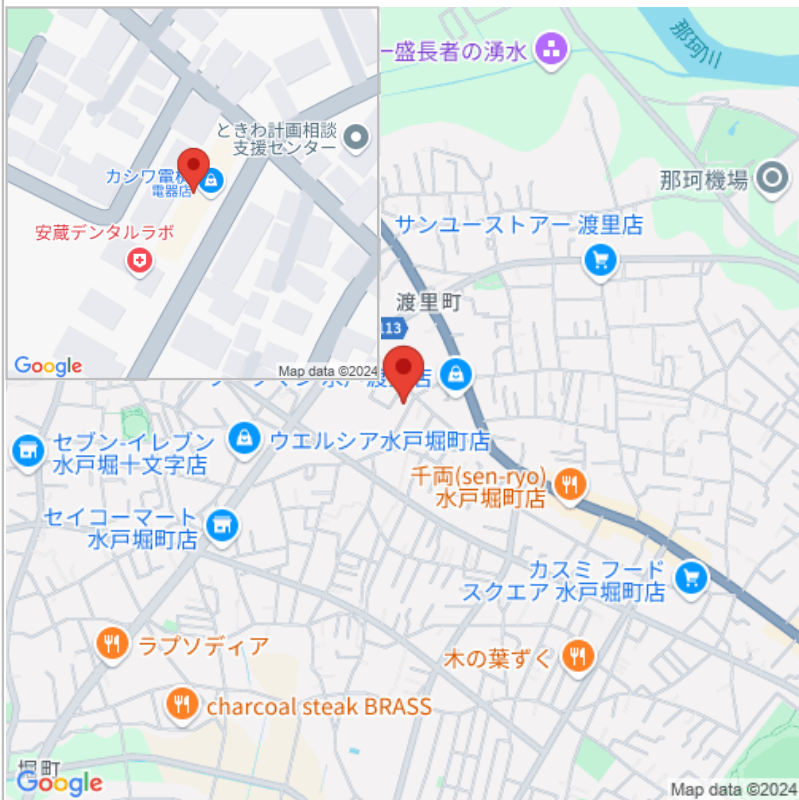 ときわ計画相談
支援センター
カシワ電機
電器店
安蔵デンタルラボ
Google
Map data ©2024
一盛長者の湧水
那珂川
那珂機場
サンユーストアー 渡里店
渡里町
113
水戸渡
店
セブン-イレブン
水戸堀十文字店
ウエルシア水戸堀町店
千両(sen-ryo)
水戸堀町店
セイコーマート
水戸堀町店
カスミ フード
スクエア 水戸堀町店
ラプソディア
木の葉ずく
charcoal steak BRASS
堀町
Google
Map data ©2024